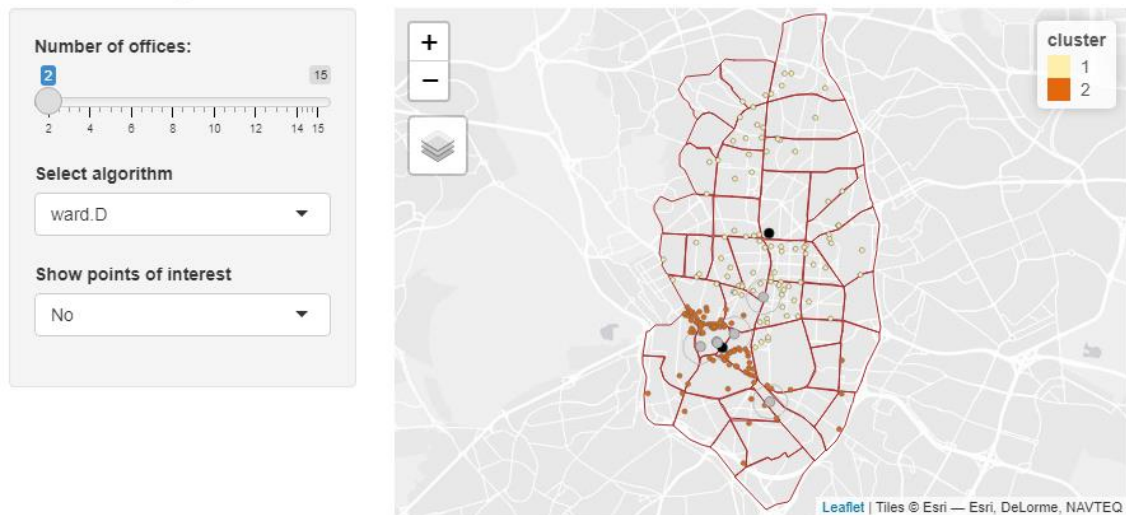 Number of offices:
2
15
2 4 6 8 10 12 14 15
Select algorithm
ward.D
Show points of interest
No
+
−
cluster
1
2
Leaflet | Tiles © Esri — Esri, DeLorme, NAVTEQ